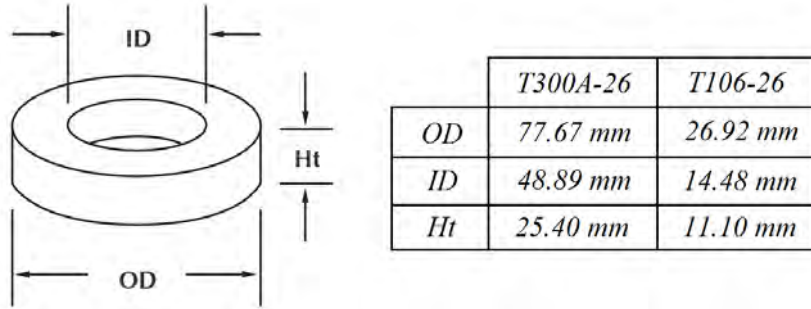 ID
Ht
OD
T300A-26 T106-26
OD 77.67 mm 26.92 mm
ID 48.89 mm 14.48 mm
Ht 25.40 mm 11.10 mm